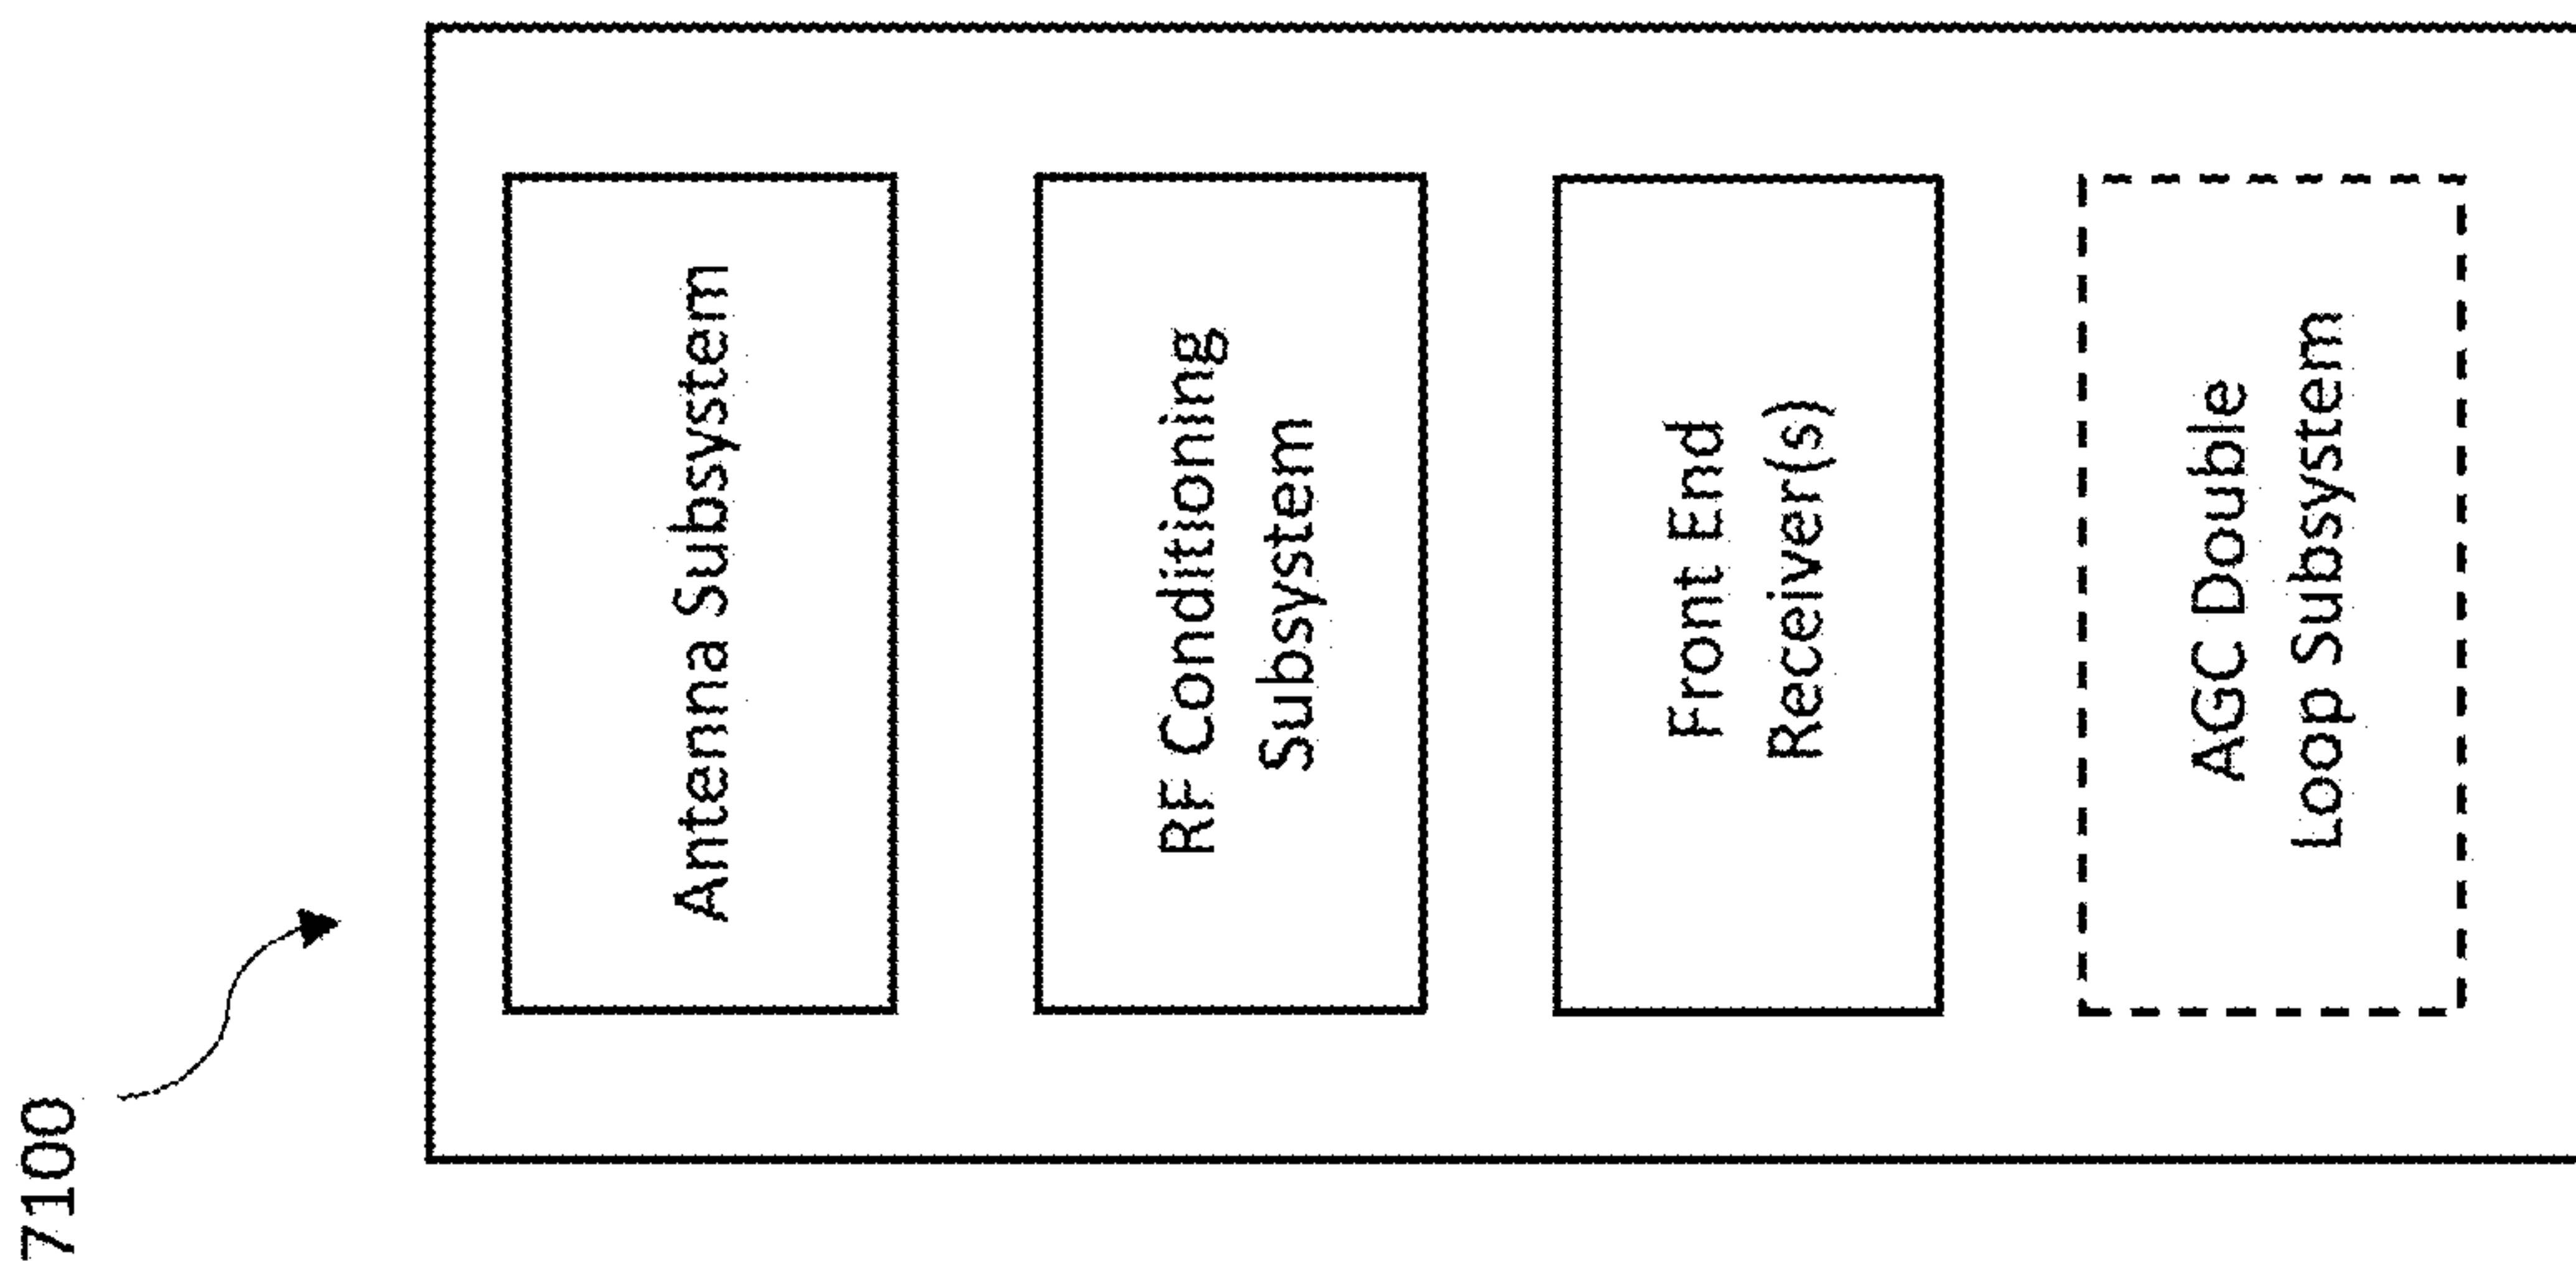 7100
Antenna Subsystem
RF Conditioning
Subsystem
Front End
Receiver(s)
AGC Double
Loop Subsystem